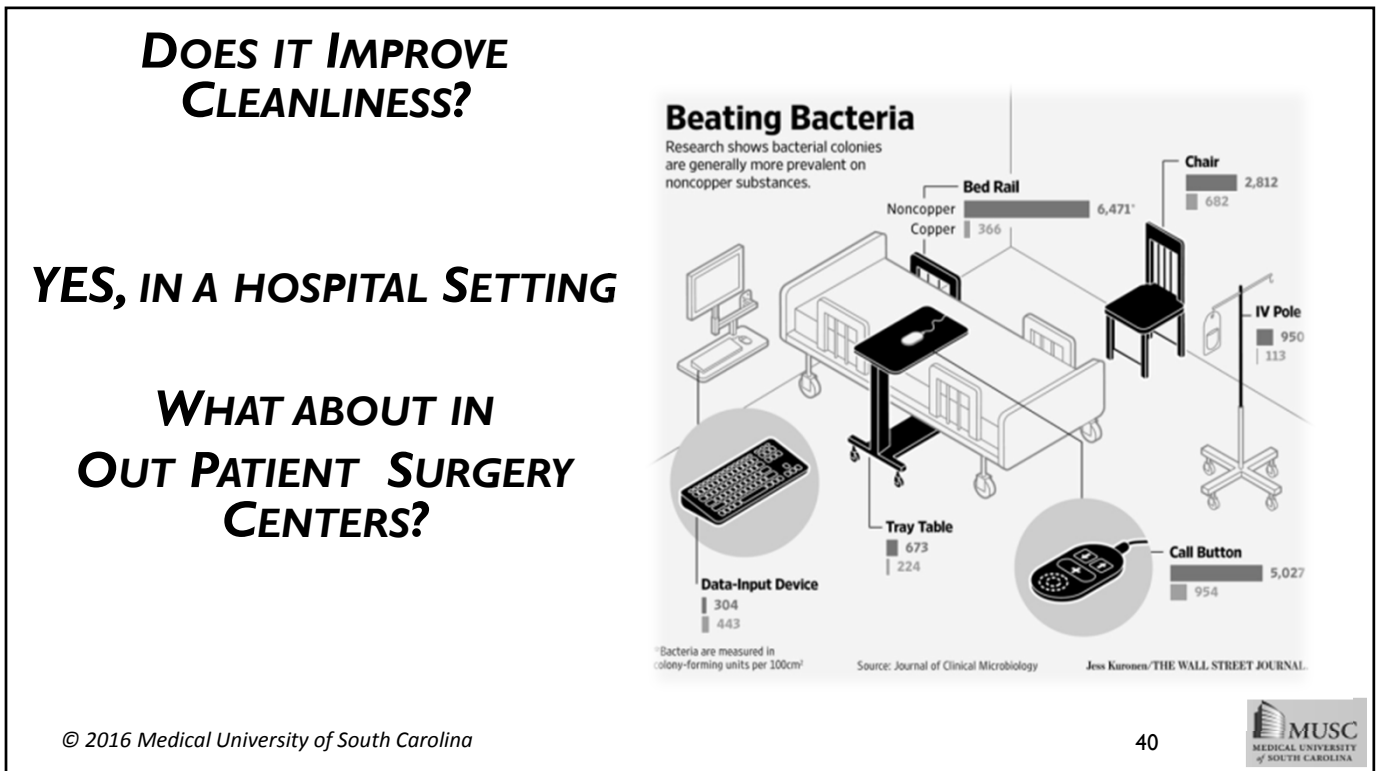 DOES IT IMPROVE
CLEANLINESS?
YES, IN A HOSPITAL SETTING
WHAT ABOUT IN
OUT PATIENT SURGERY
CENTERS?
Beating Bacteria
Research shows bacterial colonies
are generally more prevalent on
noncopper substances.
Bed Rail
Noncopper 6,471*
Copper 366
Chair
2,812
682
IV Pole
950
113
Tray Table
673
224
Call Button
5,027
954
Data-Input Device
304
443
*Bacteria are measured in
colony-forming units per 100cm²
Source: Journal of Clinical Microbiology
Jess Kuronen/THE WALL STREET JOURNAL.
© 2016 Medical University of South Carolina
40
MUSC
MEDICAL UNIVERSITY
of SOUTH CAROLINA